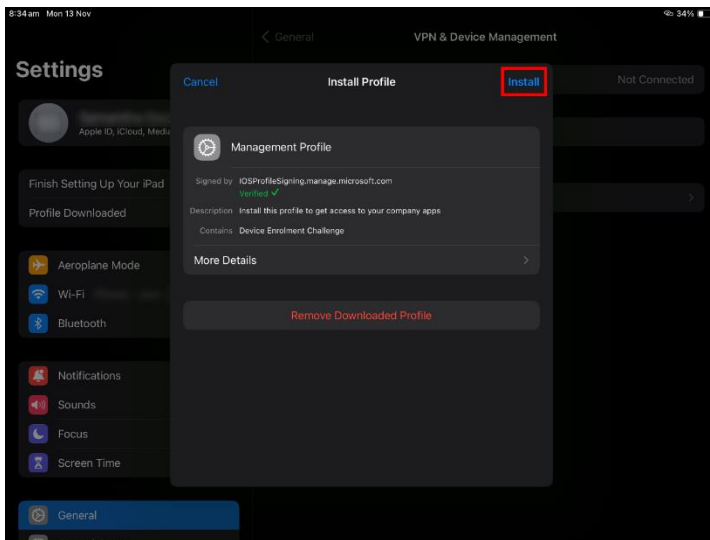 8:34 am Mon 13 Nov
34%
General
VPN & Device Management
Settings
Cancel
Install Profile
Install
Not Connected
Apple ID, iCloud, Media
Management Profile
Signed by IOSProfileSigning.manage.microsoft.com
Verified
Description Install this profile to get access to your company apps
Contains Device Enrolment Challenge
More Details
Remove Downloaded Profile
Finish Setting Up Your iPad
Profile Downloaded
Aeroplane Mode
Wi-Fi
Bluetooth
Notifications
Sounds
Focus
Screen Time
General